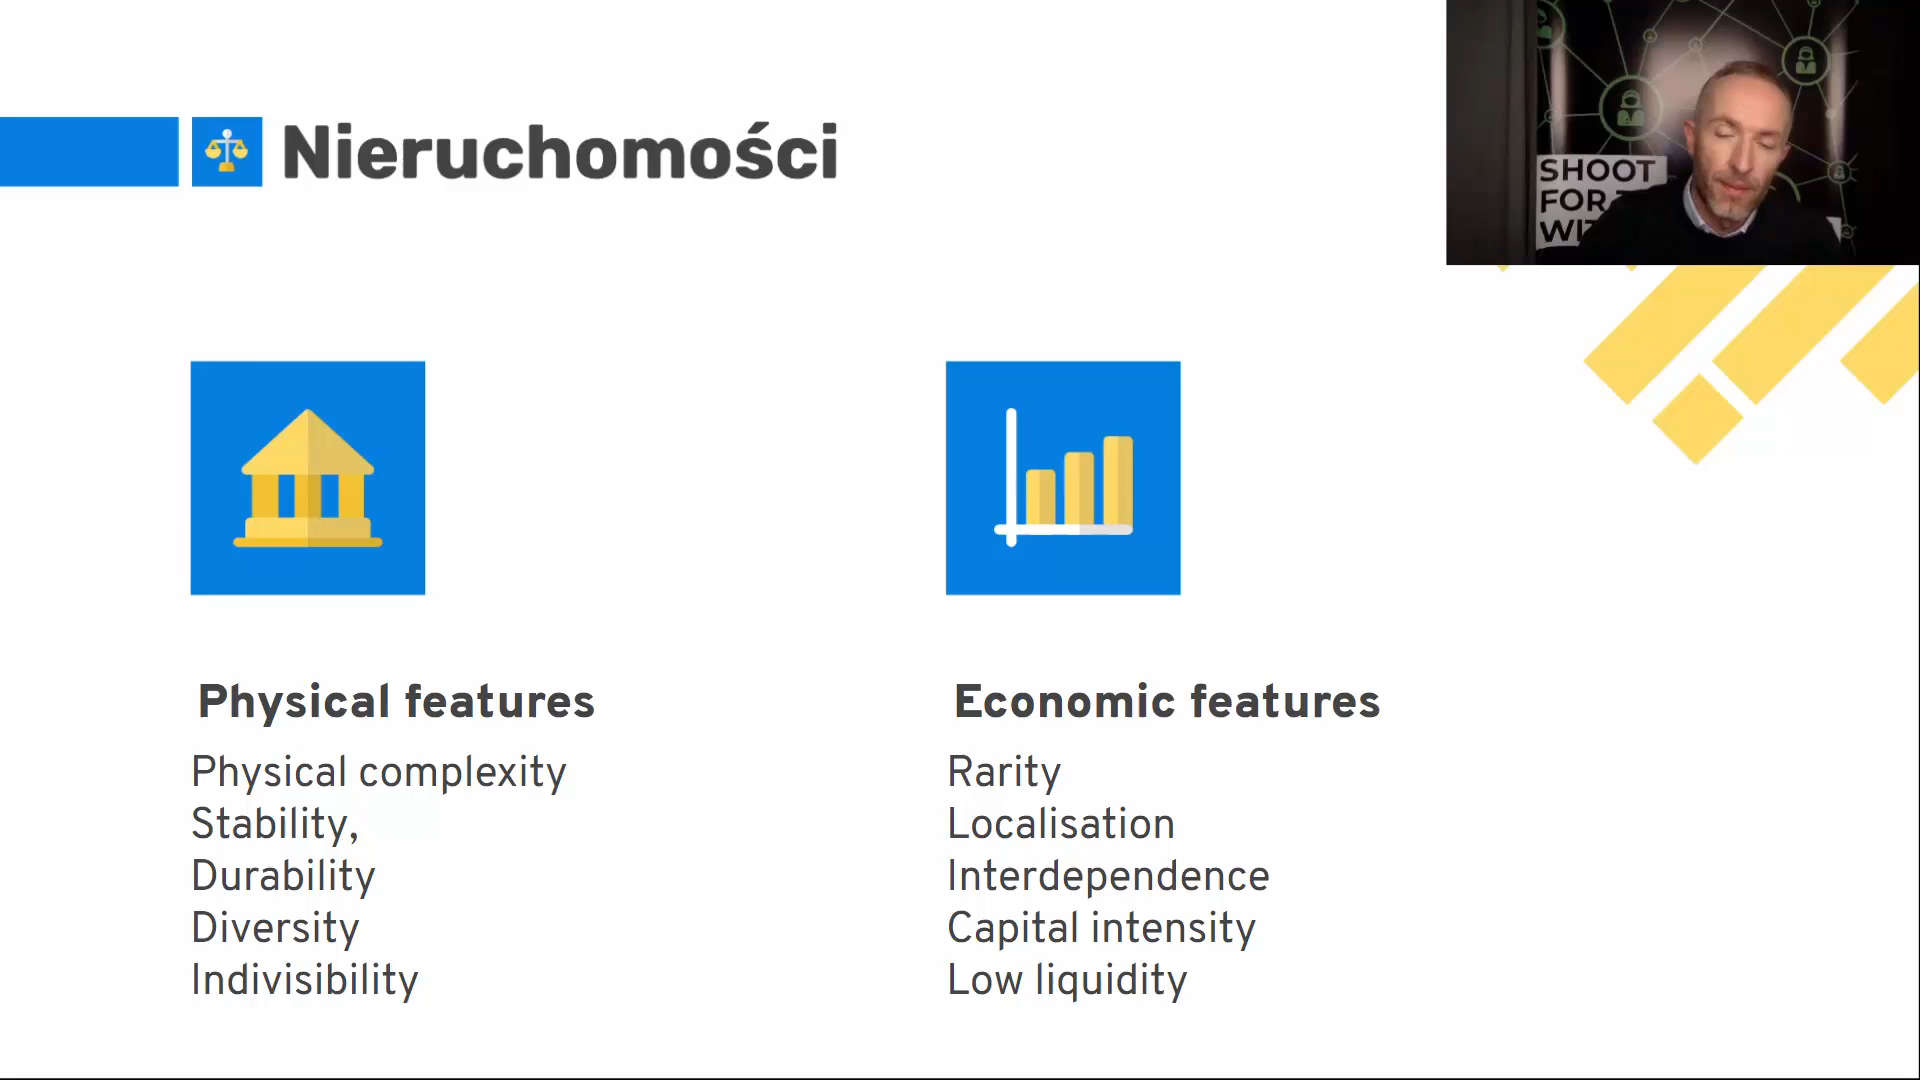 Nieruchomości
SHOOT
FOR
Physical features
Physical complexity
Stability,
Durability
Diversity
Indivisibility
Economic features
Rarity
Localisation
Interdependence
Capital intensity
Low liquidity